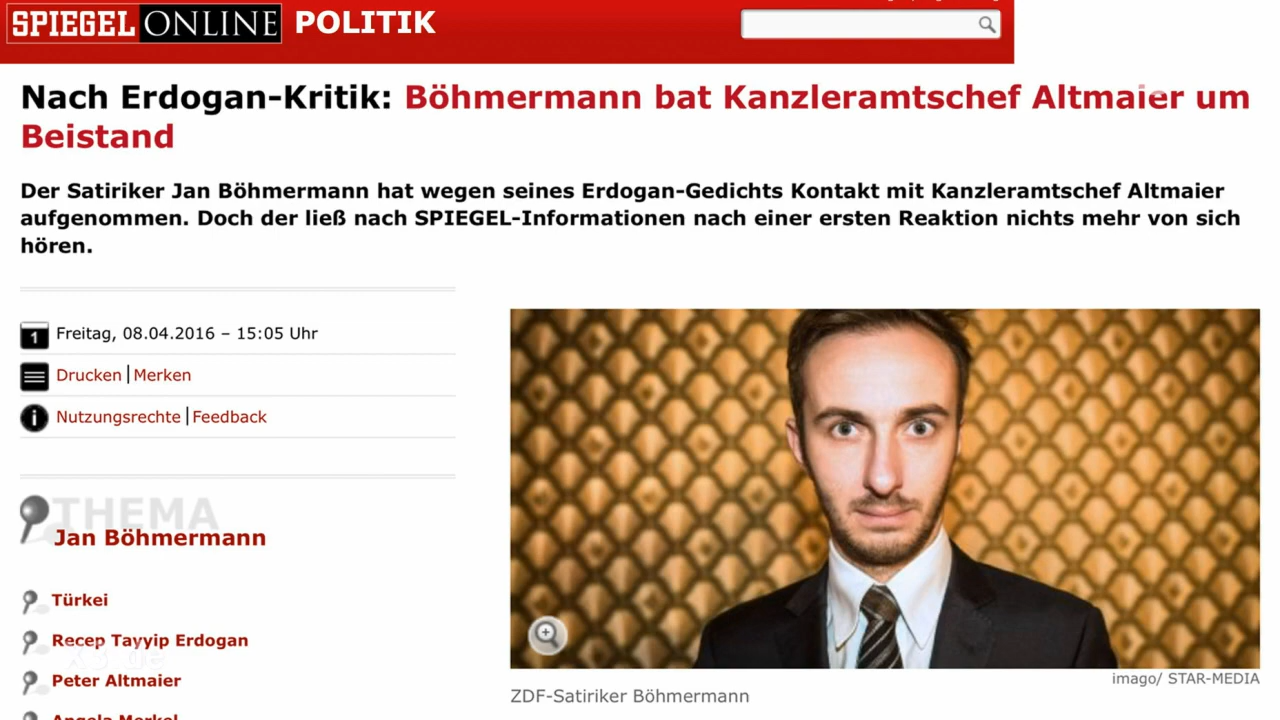 SPIEGEL ONLINE POLITIK
Nach Erdogan-Kritik: Böhmermann bat Kanzleramtschef Altmaier um
Beistand
Der Satiriker Jan Böhmermann hat wegen seines Erdogan-Gedichts Kontakt mit Kanzleramtschef Altmaier
aufgenommen. Doch der ließ nach SPIEGEL-Informationen nach einer ersten Reaktion nichts mehr von sich
hören.
1 Freitag, 08.04.2016 – 15:05 Uhr
Drucken | Merken
Nutzungsrechte | Feedback
THEMA
Jan Böhmermann
Türkei
Recep Tayyip Erdogan
Peter Altmaier
Angela Merkel
imago/ STAR-MEDIA
ZDF-Satiriker Böhmermann